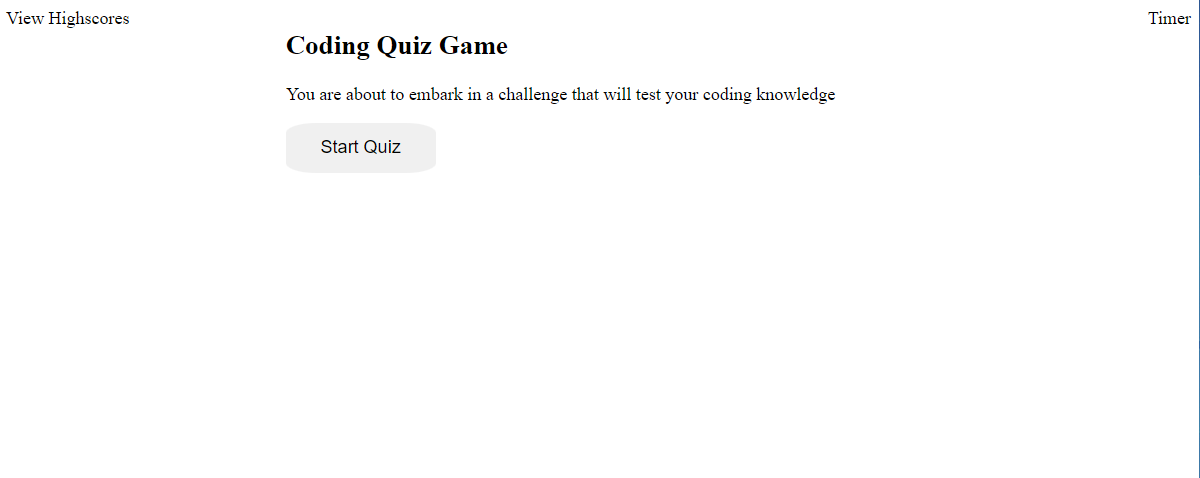 View Highscores
Timer
Coding Quiz Game
You are about to embark in a challenge that will test your coding knowledge
Start Quiz